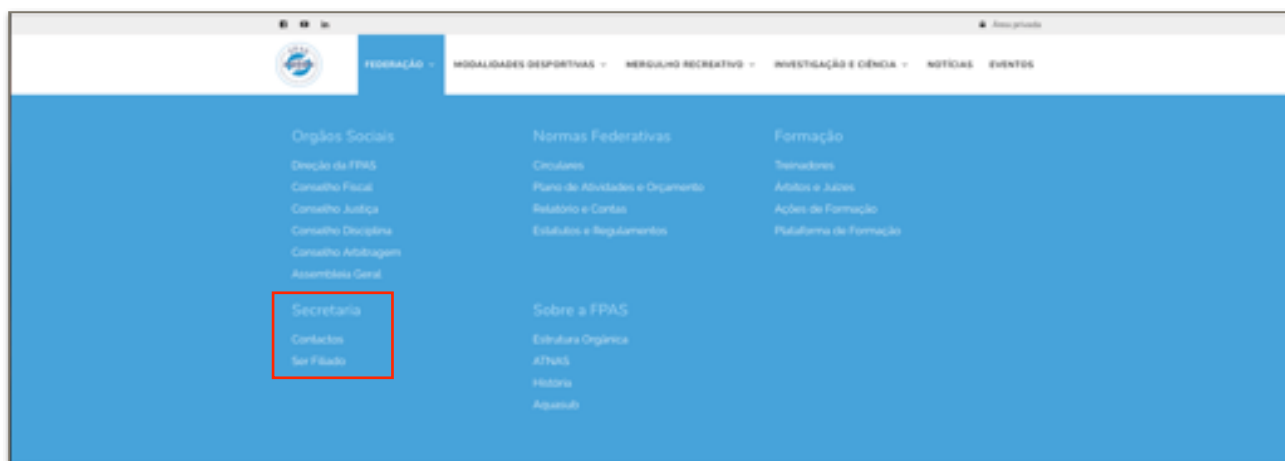 Área privada
FPAS
FEDERAÇÃO
MODALIDADES DESPORTIVAS
MERGULHO RECREATIVO
INVESTIGAÇÃO E CIÊNCIA
NOTÍCIAS
EVENTOS
Orgãos Sociais
Direção da FPAS
Conselho Fiscal
Conselho Justiça
Conselho Disciplina
Conselho Arbitragem
Assembleia Geral
Normas Federativas
Circulares
Plano de Atividades e Orçamento
Relatório e Contas
Estatutos e Regulamentos
Formação
Treinadores
Árbitos e Juízes
Ações de Formação
Plataforma de Formação
Secretaria
Contactos
Ser Filiado
Sobre a FPAS
Estrutura Orgânica
ATNAS
História
Aquasub